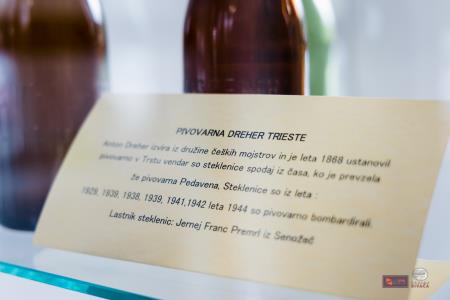 PIVOVARNA DREHER TRIESTE
Anton Dreher izvira iz družine čeških mojstrov in je leta 1868 ustanovil
pivovarno v Trstu vendar so steklenice spodaj iz časa, ko je prevzela
že pivovarna Pedavena, Steklenice so iz leta :
1929, 1939, 1938, 1939, 1941,1942 leta 1944 so pivovarno bombardirali.
Lastnik steklenic: Jernej Franc Premrl iz Senožeč